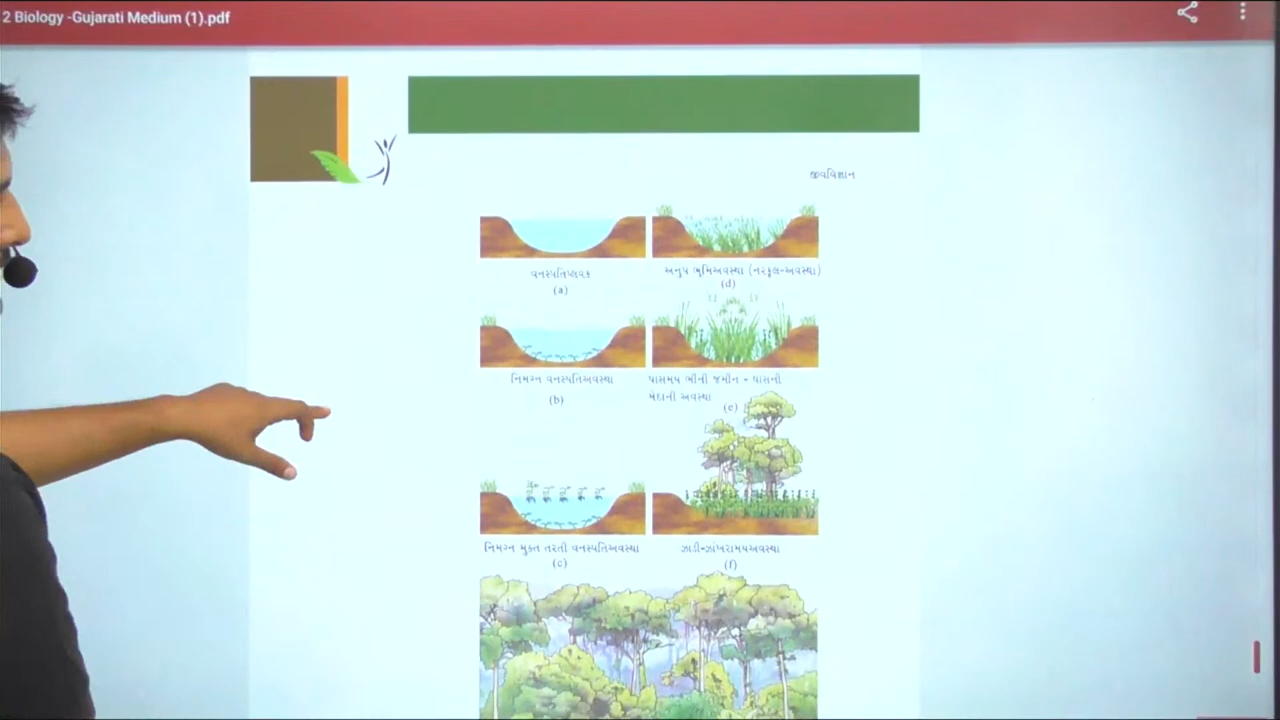 2 Biology -Gujarati Medium (1).pdf
જીવવિજ્ઞાન
વનસ્પતિપ્લવક
(a)
અનુપ ભૂમિઅવસ્થા (નરકુલ-અવસ્થા)
(d)
નિમગ્ન વનસ્પતિઅવસ્થા
(b)
ઘાસમય ભીની જમીન - ઘાસની
મેદાની અવસ્થા
(e)
નિમગ્ન મુક્ત તરતી વનસ્પતિઅવસ્થા
(c)
ઝાડી-ઝાંખરામયઅવસ્થા
(f)